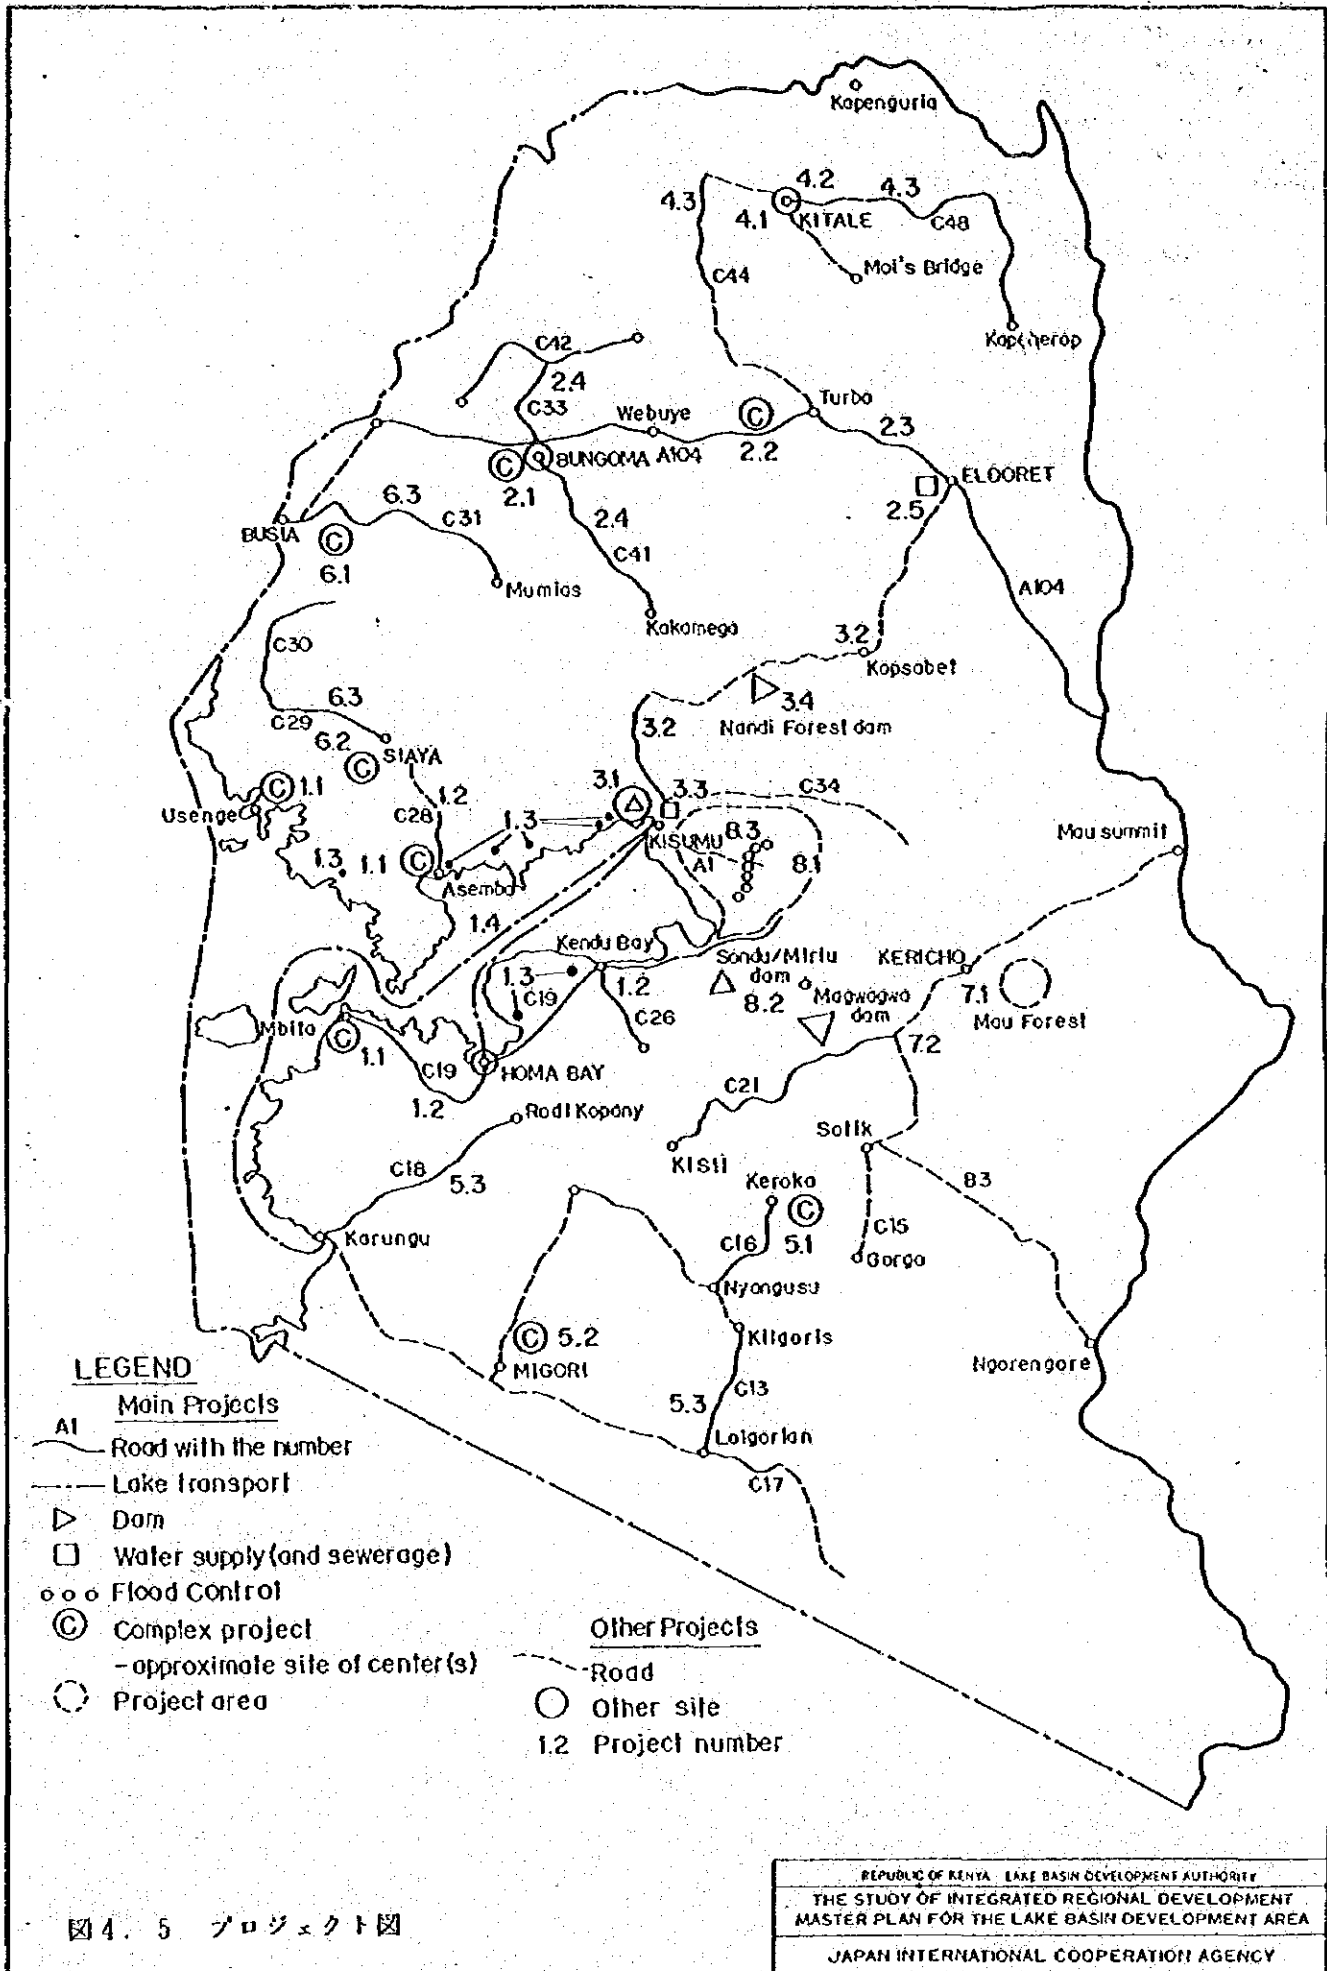 Kapenguria
4.2
4.3
4.3
4.1
KITALE
C48
Moi's Bridge
C44
Kapcherop
C42
2.4
C33
Webuye
Turbo
2.3
BUNGOMA
A104
2.2
2.1
ELDORET
2.5
6.3
C31
2.4
BUSIA
C41
6.1
Mumias
A104
Kakamega
3.2
C30
Kapsabet
6.3
3.4
C29
3.2
Nandi Forest dam
6.2
SIAYA
1.1
3.1
3.3
C34
Usenge
1.2
C28
1.3
KISUMU
8.3
Mau summit
1.3
1.1
A1
8.1
Asembo
1.4
Kendu Bay
Sondu/Miriu
dam
KERICHO
1.3
1.2
8.2
7.1
C19
Magwagwa
dam
Mau Forest
Mbita
C26
1.1
7.2
C19
HOMA BAY
C21
1.2
Rodi Kopany
Sotik
KISII
C18
5.3
Keroka
B3
C15
Karungu
C16
5.1
Gorgo
Nyangusu
5.2
Kilgoris
MIGORI
Ngorengore
C13
5.3
Lolgorian
C17
LEGEND
Main Projects
A1
Road with the number
Lake transport
Dam
Water supply(and sewerage)
Flood Control
C Complex project
-approximate site of center(s)
Project area
Other Projects
Road
Other site
1.2 Project number
図4.5 プロジェクト図
REPUBLIC OF KENYA LAKE BASIN DEVELOPMENT AUTHORITY
THE STUDY OF INTEGRATED REGIONAL DEVELOPMENT
MASTER PLAN FOR THE LAKE BASIN DEVELOPMENT AREA
JAPAN INTERNATIONAL COOPERATION AGENCY